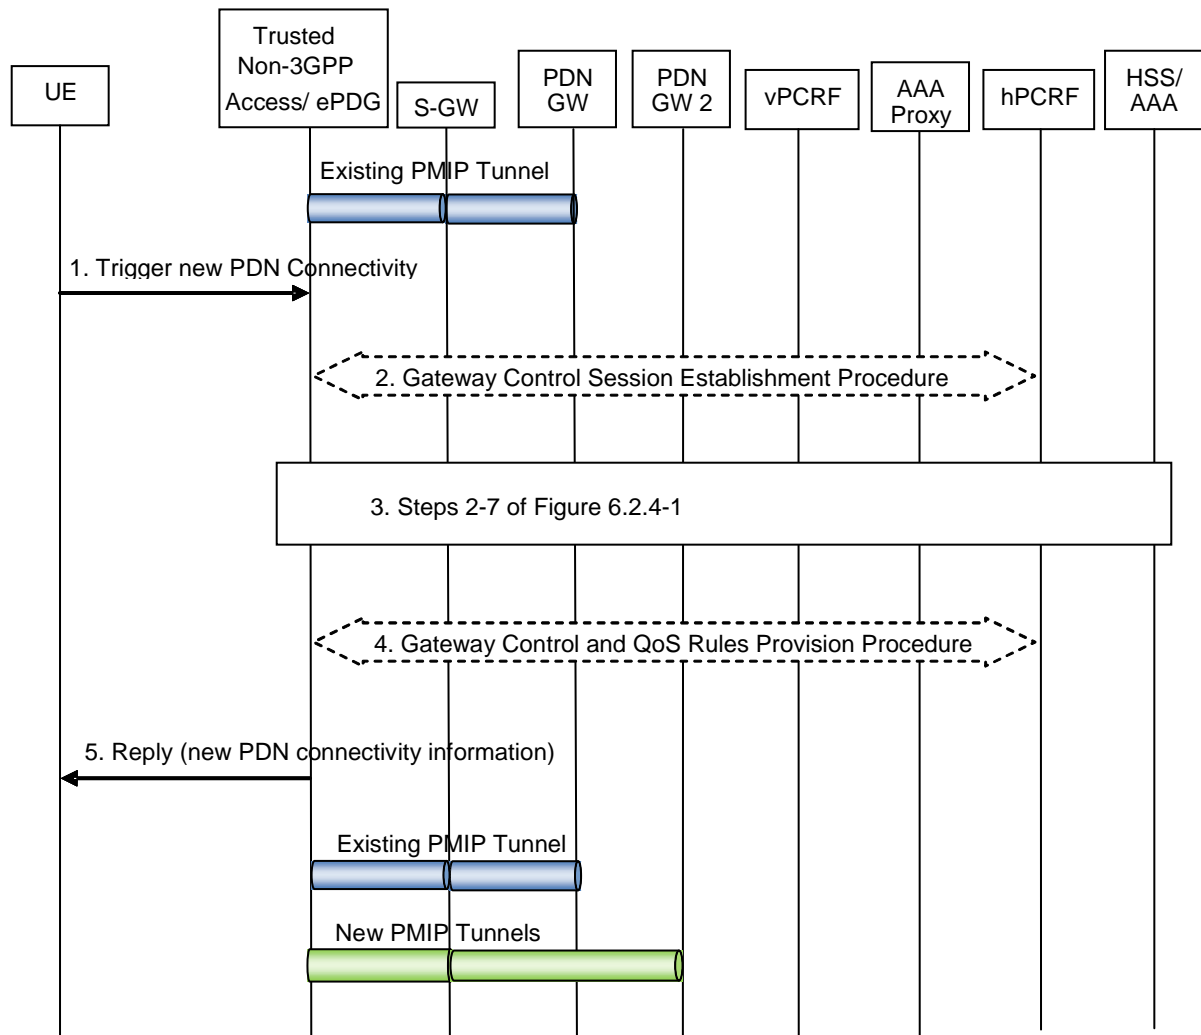 UE
Trusted
Non-3GPP
Access/ ePDG
S-GW
PDN
GW
PDN
GW 2
vPCRF
AAA
Proxy
hPCRF
HSS/
AAA
Existing PMIP Tunnel
1. Trigger new PDN Connectivity
2. Gateway Control Session Establishment Procedure
3. Steps 2-7 of Figure 6.2.4-1
4. Gateway Control and QoS Rules Provision Procedure
5. Reply (new PDN connectivity information)
Existing PMIP Tunnel
New PMIP Tunnels